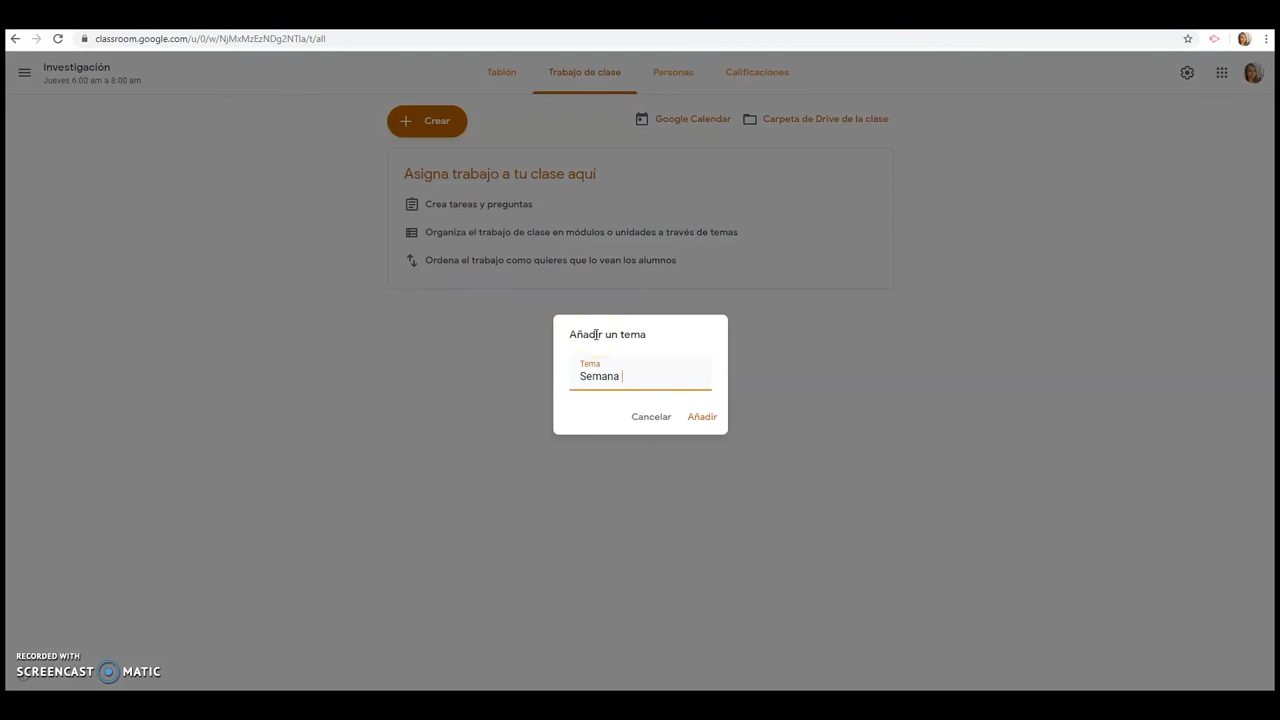 classroom.google.com/u/0/w/NjMxMzEzNDg2NTIa/t/all
Investigación
Jueves 6:00 am a 8:00 am
Tablón
Trabajo de clase
Personas
Calificaciones
Crear
Google Calendar
Carpeta de Drive de la clase
Asigna trabajo a tu clase aquí
Crea tareas y preguntas
Organiza el trabajo de clase en módulos o unidades a través de temas
Ordena el trabajo como quieres que lo vean los alumnos
Añadir un tema
Tema
Semana
Cancelar
Añadir
RECORDED WITH
SCREENCAST MATIC